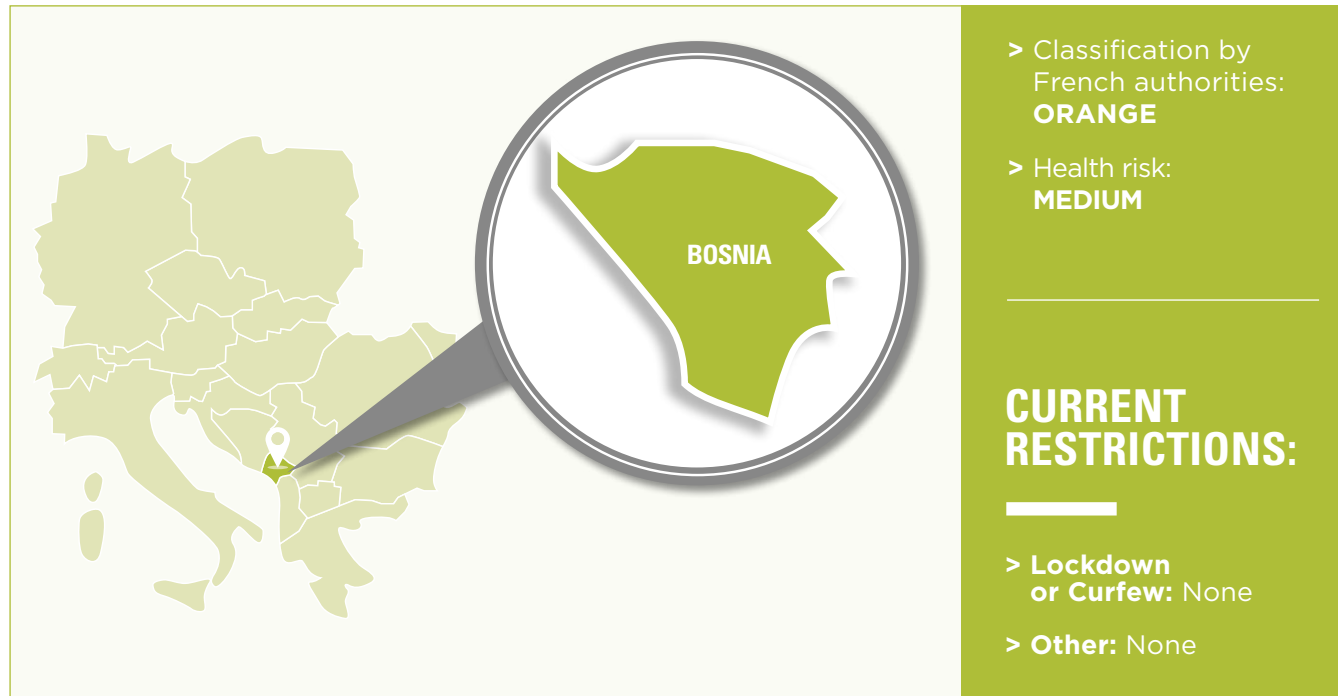 BOSNIA
> Classification by
French authorities:
ORANGE
> Health risk:
MEDIUM
CURRENT
RESTRICTIONS:
> Lockdown
or Curfew: None
> Other: None